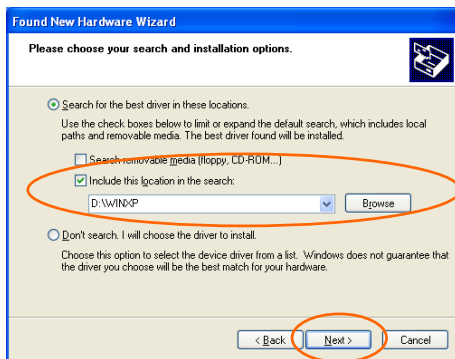 Found New Hardware Wizard
Please choose your search and installation options.
Search for the best driver in these locations.
Use the check boxes below to limit or expand the default search, which includes local
paths and removable media. The best driver found will be installed.
Search removable media (floppy, CD-ROM...)
Include this location in the search:
D:\WINXP
Browse
Don't search. I will choose the driver to install.
Choose this option to select the device driver from a list. Windows does not guarantee that
the driver you choose will be the best match for your hardware.
< Back
Next >
Cancel